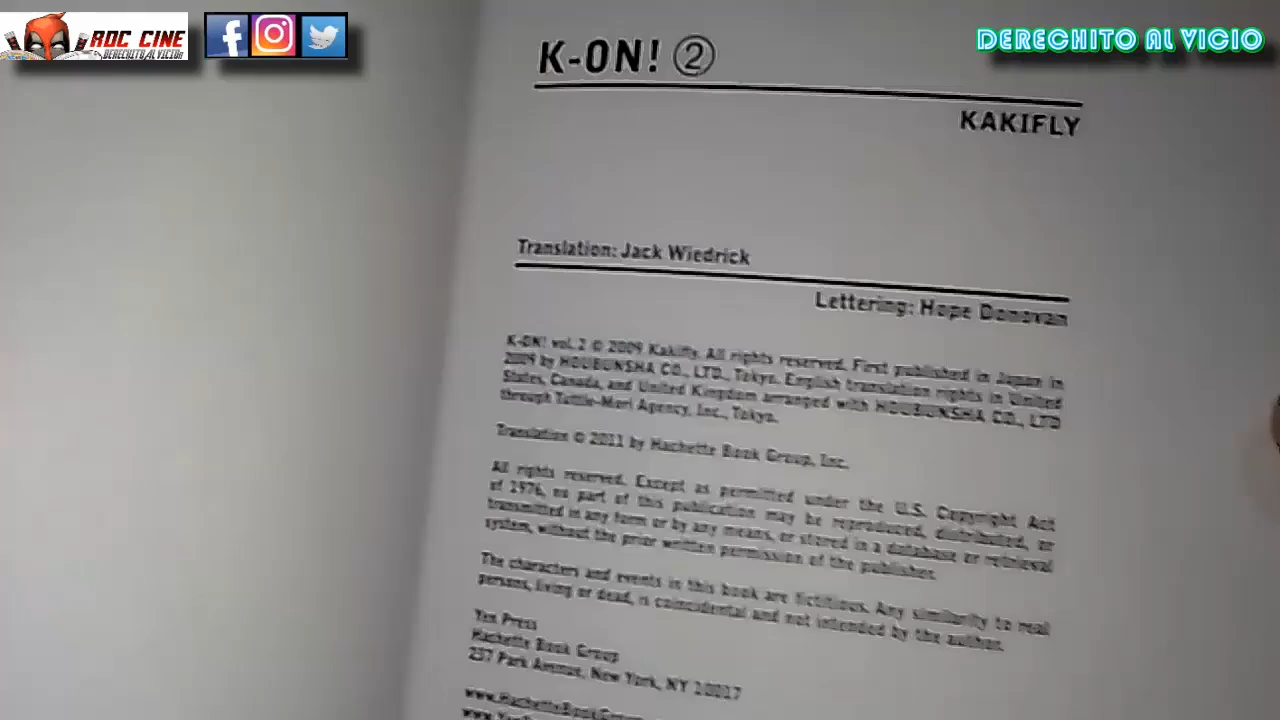 RDC CINE
DERECHITO AL VICIO
DERECHITO AL VICIO
K-ON! ②
KAKIFLY
Translation: Jack Wiedrick
Lettering: Hope Donovan
K-ON! vol. 2 © 2009 Kakifly. All rights reserved. First published in Japan in
2009 by HOUBUNSHA CO., LTD., Tokyo. English translation rights in United
States, Canada, and United Kingdom arranged with HOUBUNSHA CO., LTD
through Tuttle-Mori Agency, Inc., Tokyo.
Translation © 2011 by Hachette Book Group, Inc.
All rights reserved. Except as permitted under the U.S. Copyright Act
of 1976, no part of this publication may be reproduced, distributed, or
transmitted in any form or by any means, or stored in a database or retrieval
system, without the prior written permission of the publisher.
The characters and events in this book are fictitious. Any similarity to real
persons, living or dead, is coincidental and not intended by the author.
Yen Press
Hachette Book Group
237 Park Avenue, New York, NY 10017
www.HachetteBookGroup